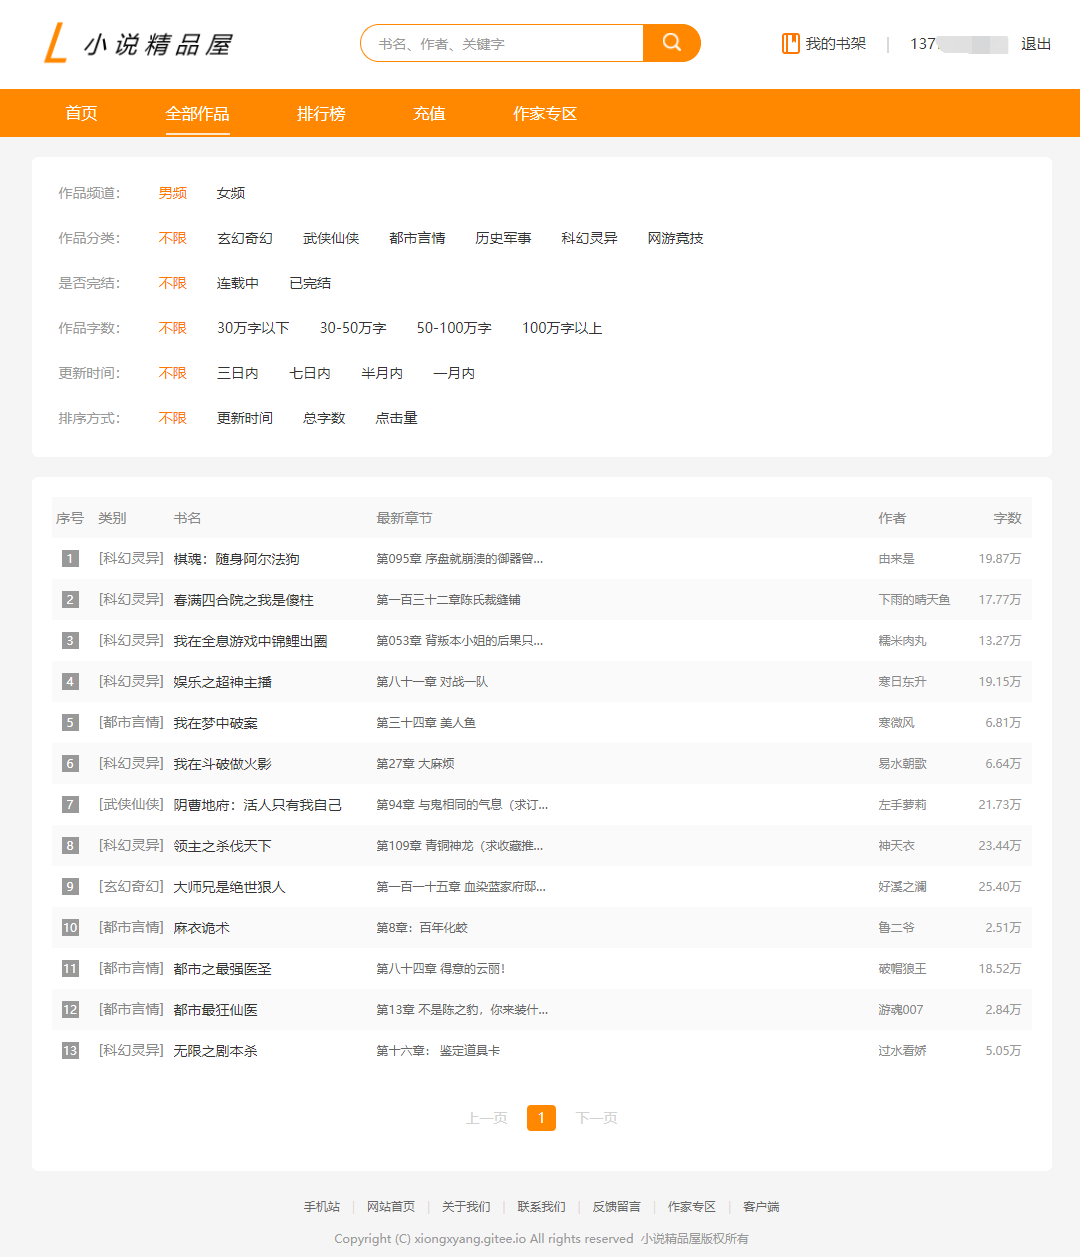 小说精品屋
书名、作者、关键字
我的书架 | 137 退出
首页 全部作品 排行榜 充值 作家专区
作品频道： 男频 女频
作品分类： 不限 玄幻奇幻 武侠仙侠 都市言情 历史军事 科幻灵异 网游竞技
是否完结： 不限 连载中 已完结
作品字数： 不限 30万字以下 30-50万字 50-100万字 100万字以上
更新时间： 不限 三日内 七日内 半月内 一月内
排序方式： 不限 更新时间 总字数 点击量
序号 类别 书名 最新章节 作者 字数
1 [科幻灵异] 棋魂：随身阿尔法狗 第095章 序盘就崩溃的御器曾... 由来是 19.87万
2 [科幻灵异] 春满四合院之我是傻柱 第一百三十二章陈氏裁缝铺 下雨的晴天鱼 17.77万
3 [科幻灵异] 我在全息游戏中锦鲤出圈 第053章 背叛本小姐的后果只... 糯米肉丸 13.27万
4 [科幻灵异] 娱乐之超神主播 第八十一章 对战一队 寒日东升 19.15万
5 [都市言情] 我在梦中破案 第三十四章 美人鱼 寒微风 6.81万
6 [科幻灵异] 我在斗破做火影 第27章 大麻烦 易水朝歌 6.64万
7 [武侠仙侠] 阴曹地府：活人只有我自己 第94章 与鬼相同的气息（求订... 左手萝莉 21.73万
8 [科幻灵异] 领主之杀伐天下 第109章 青铜神龙（求收藏推... 神天衣 23.44万
9 [玄幻奇幻] 大师兄是绝世狠人 第一百一十五章 血染蓝家府邸... 好溪之澜 25.40万
10 [都市言情] 麻衣诡术 第8章：百年化蛟 鲁二爷 2.51万
11 [都市言情] 都市之最强医圣 第八十四章 得意的云丽！ 破帽狼王 18.52万
12 [都市言情] 都市最狂仙医 第13章 不是陈之豹，你来装什... 游魂007 2.84万
13 [科幻灵异] 无限之剧本杀 第十六章： 鉴定道具卡 过水看娇 5.05万
上一页 1 下一页
手机站 | 网站首页 | 关于我们 | 联系我们 | 反馈留言 | 作家专区 | 客户端
Copyright (C) xiongxyang.gitee.io All rights reserved 小说精品屋版权所有